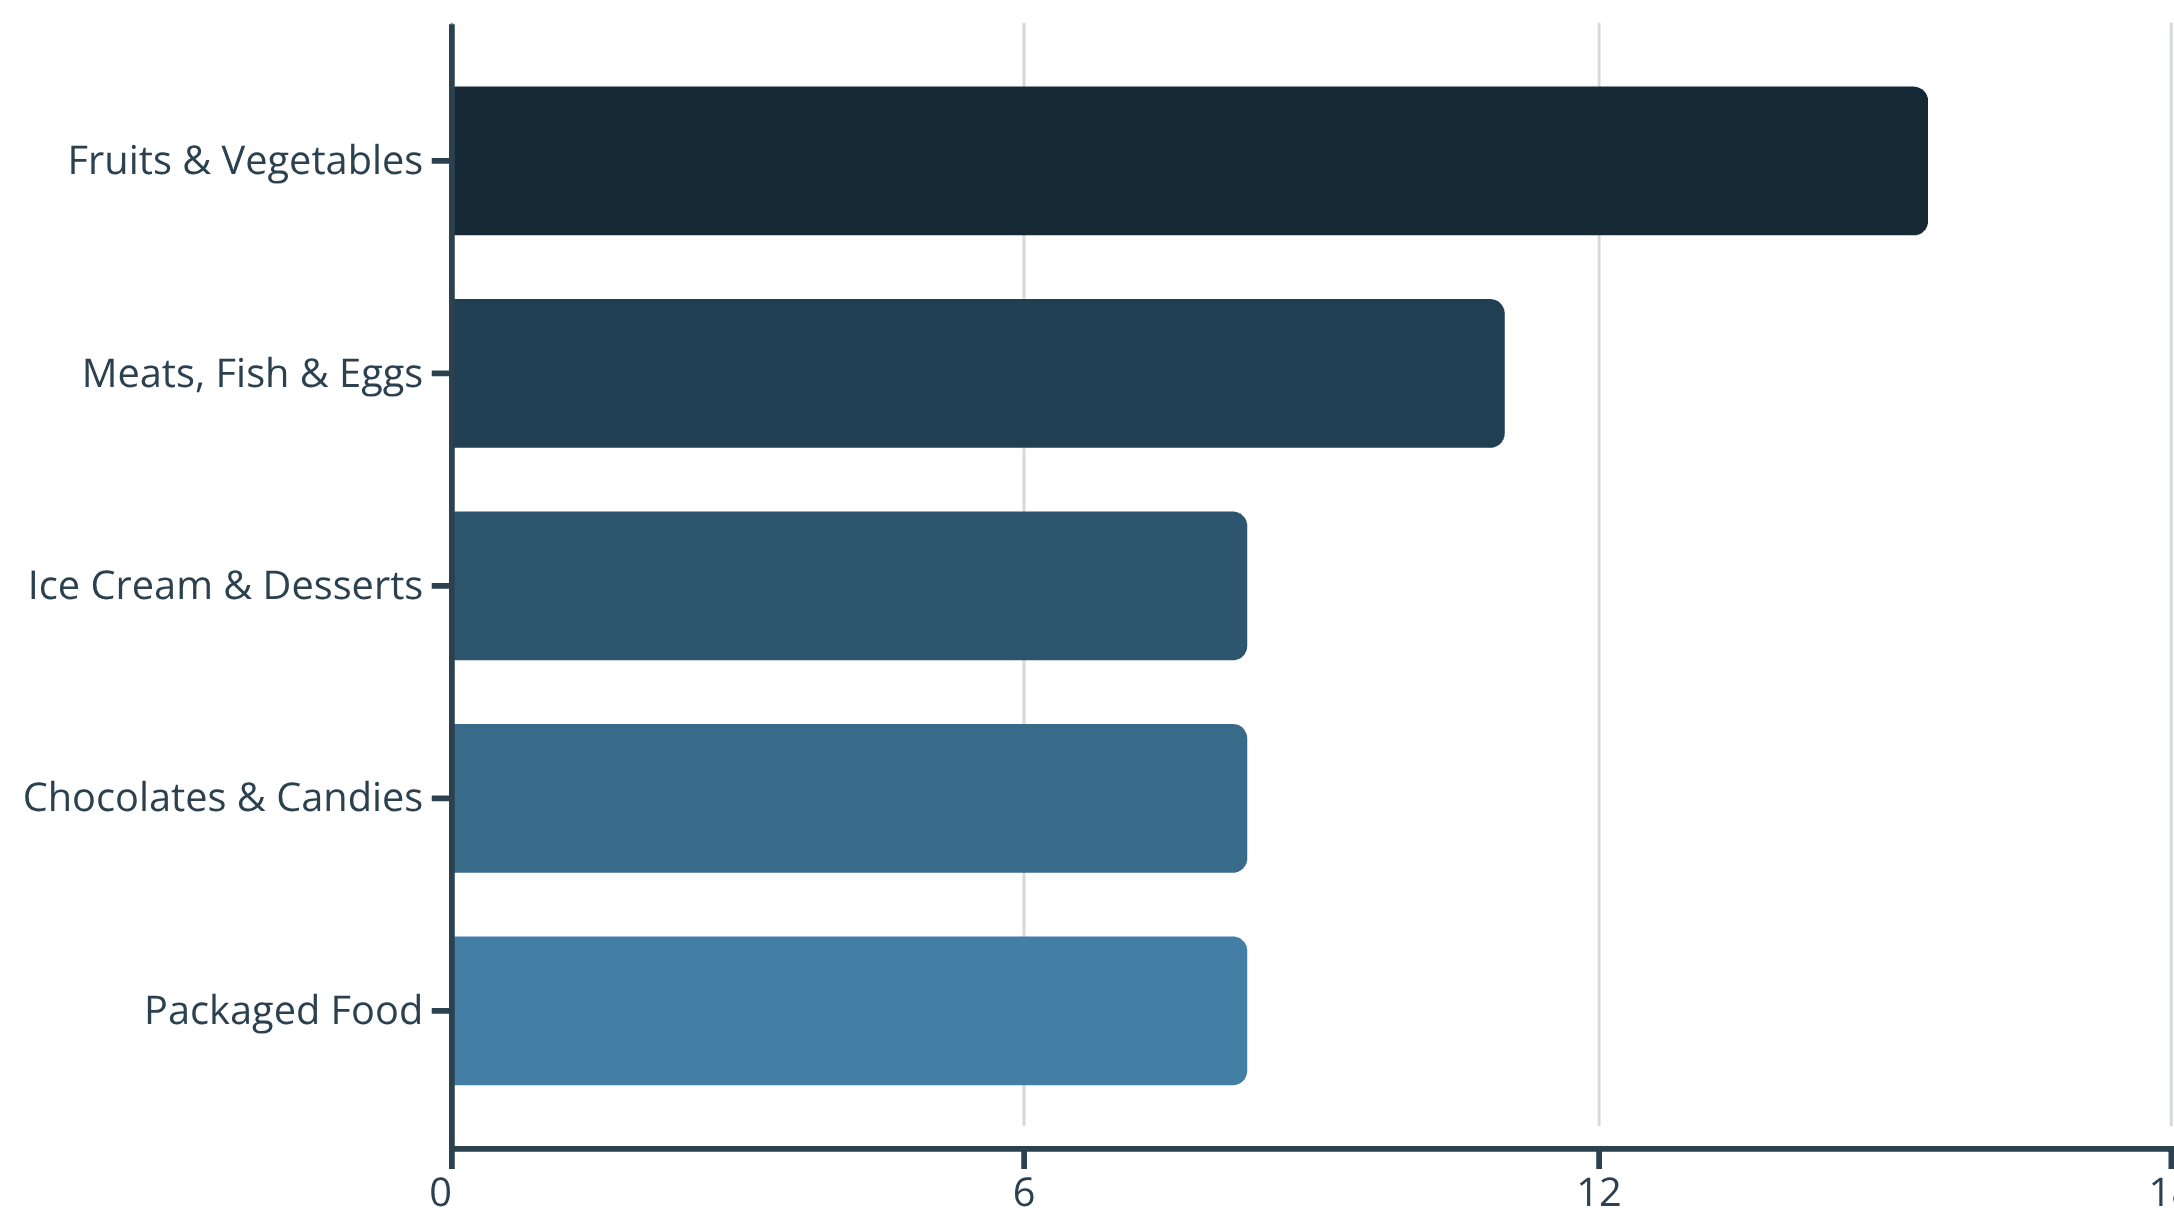 Fruits & Vegetables
Meats, Fish & Eggs
Ice Cream & Desserts
Chocolates & Candies
Packaged Food
0 6 12